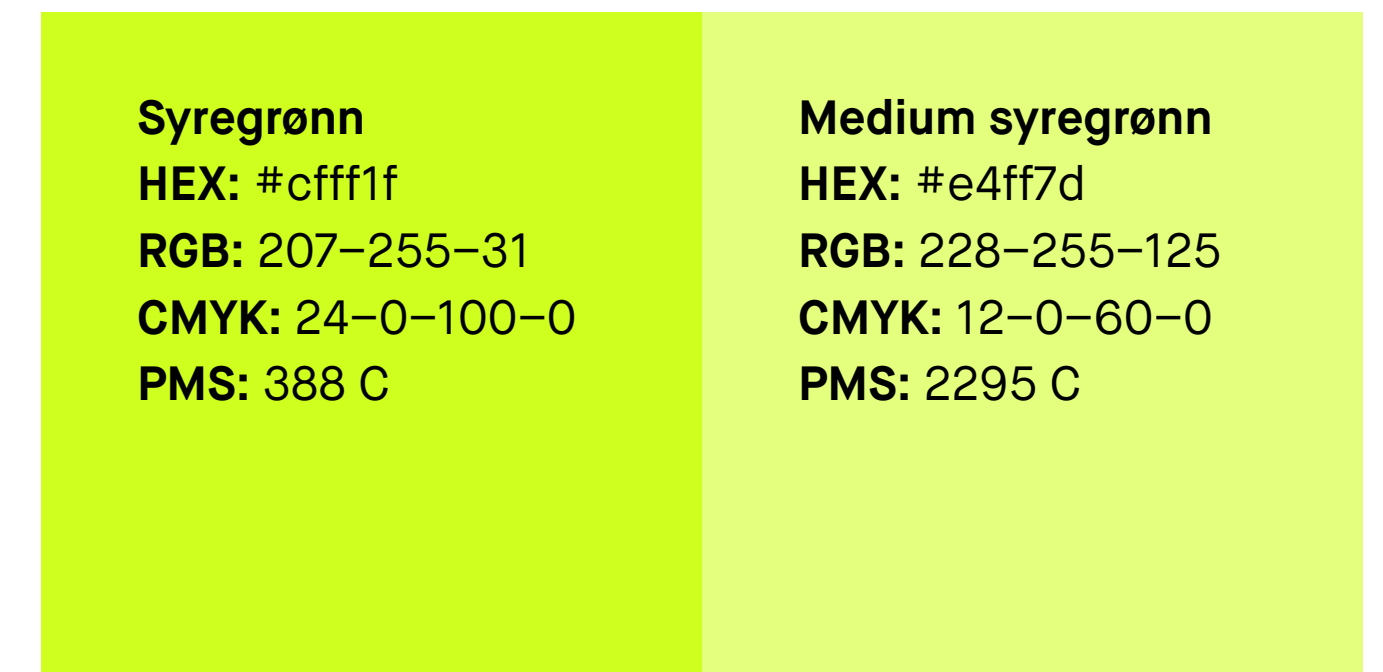 Syregrønn
HEX: #cfff1f
RGB: 207–255–31
CMYK: 24–0–100–0
PMS: 388 C
Medium syregrønn
HEX: #e4ff7d
RGB: 228–255–125
CMYK: 12–0–60–0
PMS: 2295 C